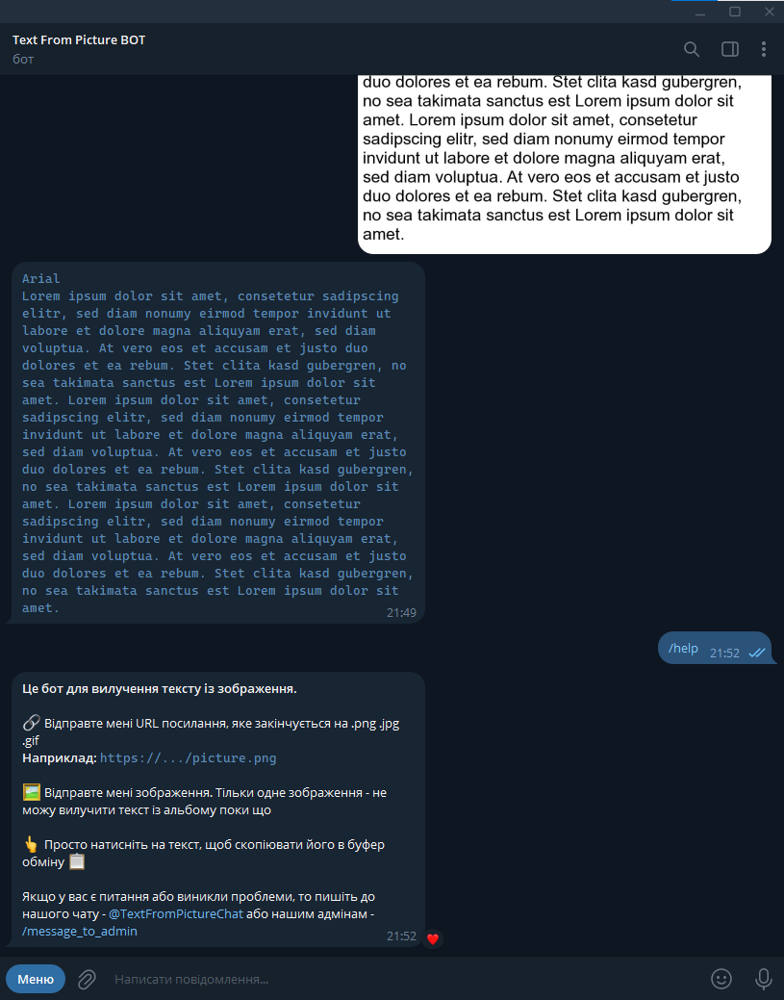 Text From Picture BOT
бот
duo dolores et ea rebum. Stet clita kasd gubergren,
no sea takimata sanctus est Lorem ipsum dolor sit
amet. Lorem ipsum dolor sit amet, consetetur
sadipscing elitr, sed diam nonumy eirmod tempor
invidunt ut labore et dolore magna aliquyam erat,
sed diam voluptua. At vero eos et accusam et justo
duo dolores et ea rebum. Stet clita kasd gubergren,
no sea takimata sanctus est Lorem ipsum dolor sit
amet.
Arial
Lorem ipsum dolor sit amet, consetetur sadipscing
elitr, sed diam nonumy eirmod tempor invidunt ut
labore et dolore magna aliquyam erat, sed diam
voluptua. At vero eos et accusam et justo duo
dolores et ea rebum. Stet clita kasd gubergren, no
sea takimata sanctus est Lorem ipsum dolor sit
amet. Lorem ipsum dolor sit amet, consetetur
sadipscing elitr, sed diam nonumy eirmod tempor
invidunt ut labore et dolore magna aliquyam erat,
sed diam voluptua. At vero eos et accusam et justo
duo dolores et ea rebum. Stet clita kasd gubergren,
no sea takimata sanctus est Lorem ipsum dolor sit
amet. Lorem ipsum dolor sit amet, consetetur
sadipscing elitr, sed diam nonumy eirmod tempor
invidunt ut labore et dolore magna aliquyam erat,
sed diam voluptua. At vero eos et accusam et justo
duo dolores et ea rebum. Stet clita kasd gubergren,
no sea takimata sanctus est Lorem ipsum dolor sit
amet.
21:49
/help 21:52
Це бот для вилучення тексту із зображення.
🔗 Відправте мені URL посилання, яке закінчується на .png .jpg
.gif
Наприклад: https://.../picture.png
🖼 Відправте мені зображення. Тільки одне зображення - не
можу вилучити текст із альбому поки що
👆 Просто натисніть на текст, щоб скопіювати його в буфер
обміну 📋
Якщо у вас є питання або виникли проблеми, то пишіть до
нашого чату - @TextFromPictureChat або нашим адмінам -
/message_to_admin
21:52
Меню
Написати повідомлення...